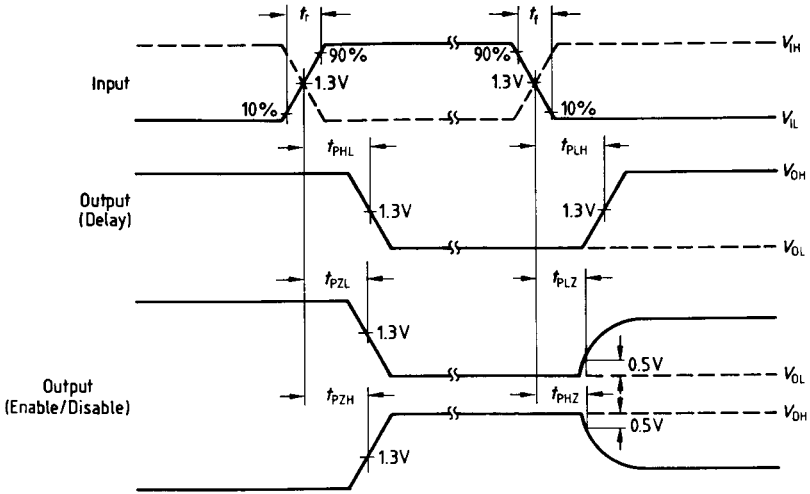 tr tf
90% 90% VIH
Input 1.3V 1.3V
10% 10% VIL
tPHL tPLH
VOH
Output
(Delay) 1.3V 1.3V
VOL
tPZL tPLZ
1.3V
0.5V
VOL
Output
(Enable/Disable)
tPZH tPHZ
VOH
0.5V
1.3V